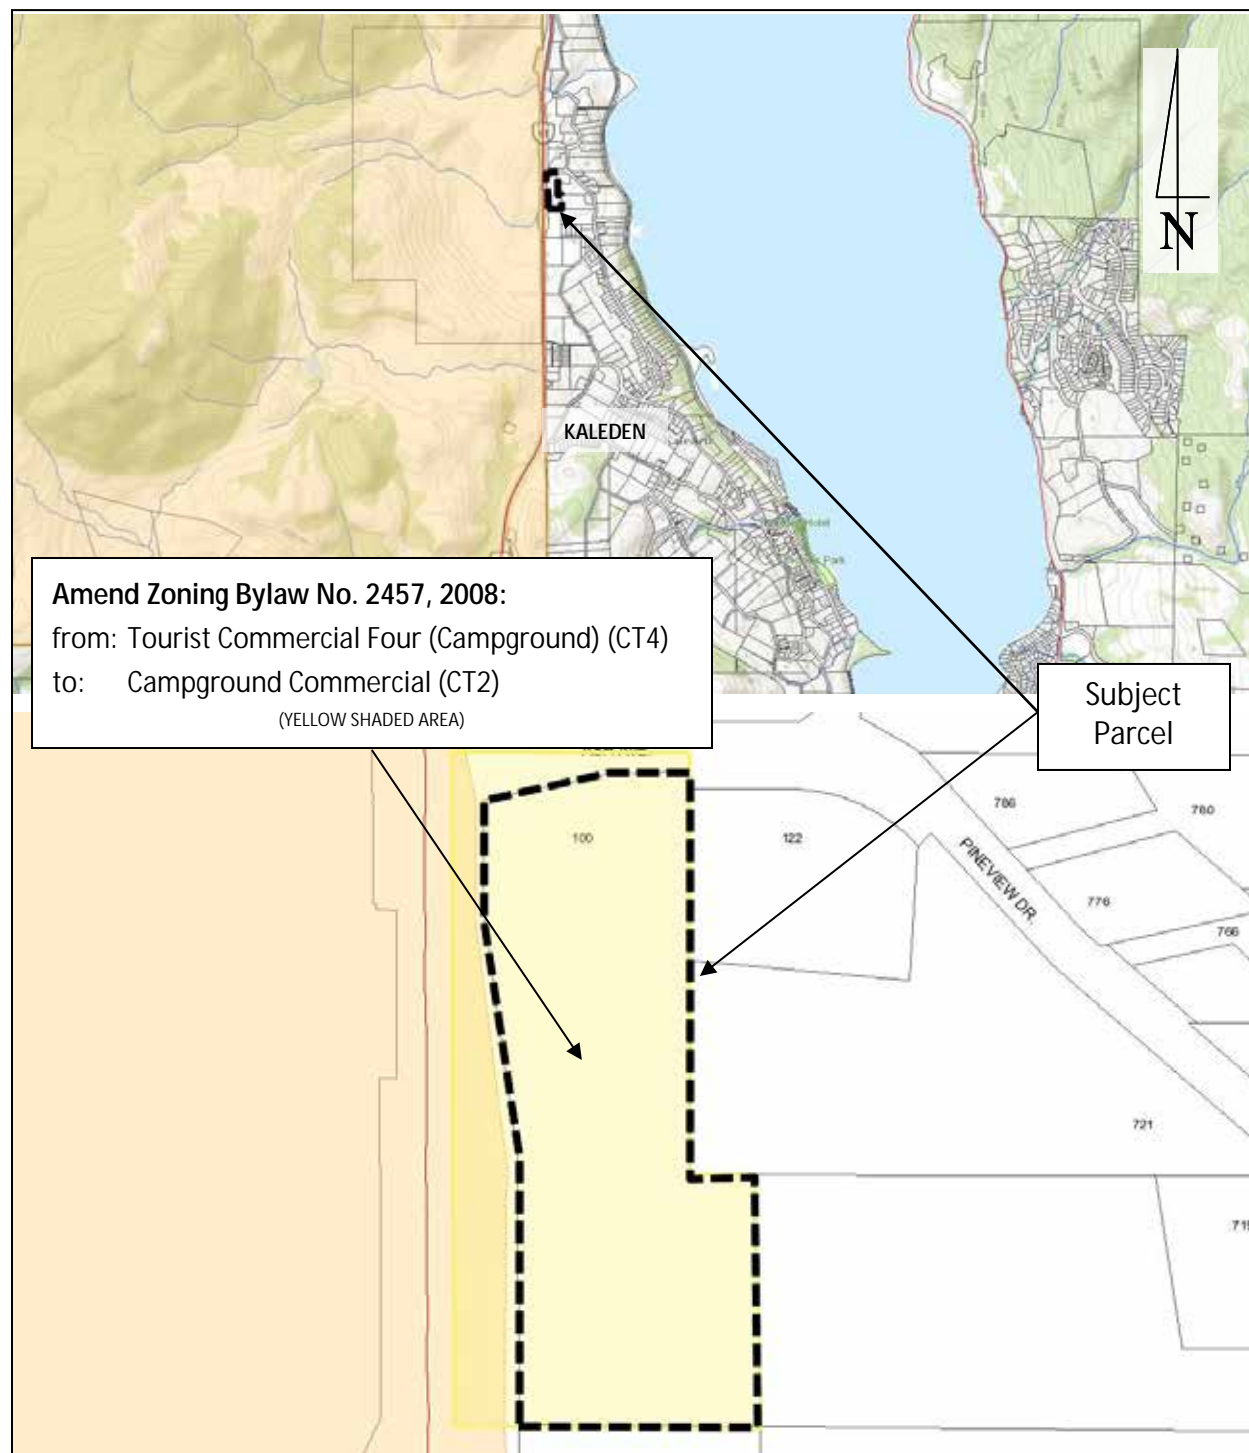 N
KALEDEN
Park
Amend Zoning Bylaw No. 2457, 2008:
from: Tourist Commercial Four (Campground) (CT4)
to: Campground Commercial (CT2)
(YELLOW SHADED AREA)
Subject
Parcel
100
122
786
780
PINEVIEW DR.
776
766
721